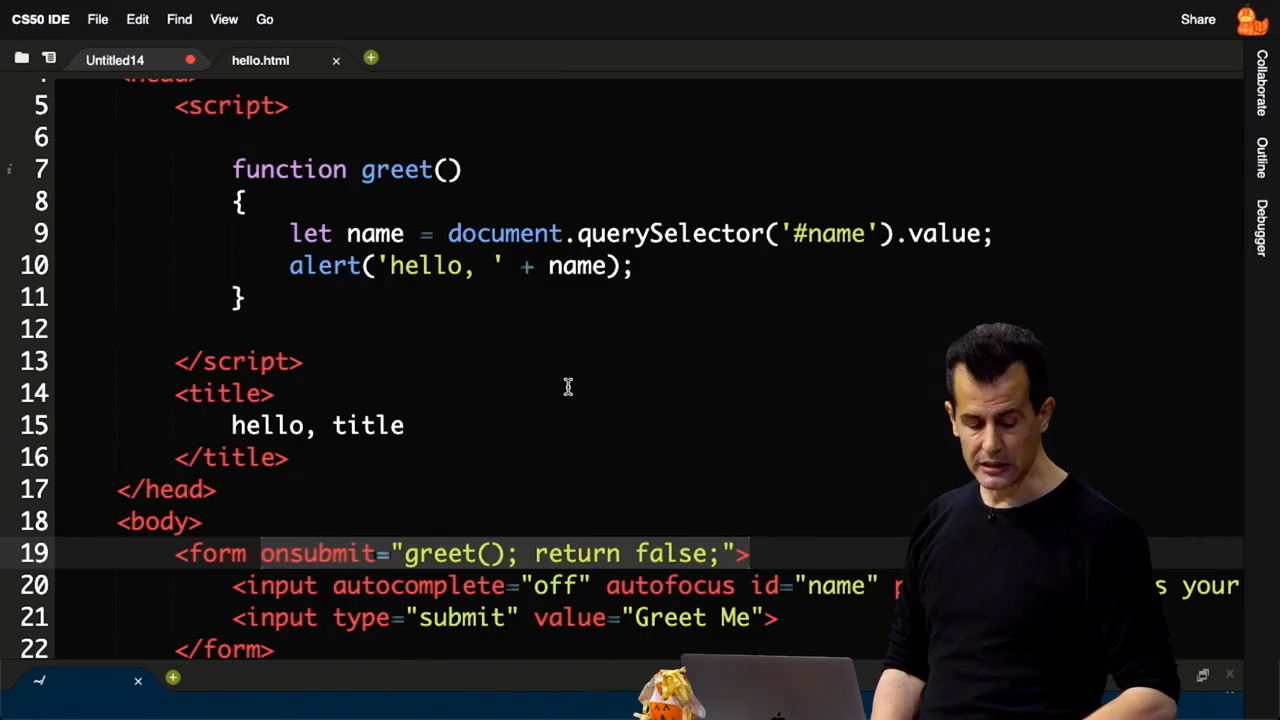 CS50 IDE File Edit Find View Go Share
Untitled14 hello.html
Collaborate
Outline
Debugger
5 <script>
6
7 function greet()
8 {
9 let name = document.querySelector('#name').value;
10 alert('hello, ' + name);
11 }
12
13 </script>
14 <title>
15 hello, title
16 </title>
17 </head>
18 <body>
19 <form onsubmit="greet(); return false;">
20 <input autocomplete="off" autofocus id="name" p s your
21 <input type="submit" value="Greet Me">
22 </form>
~/